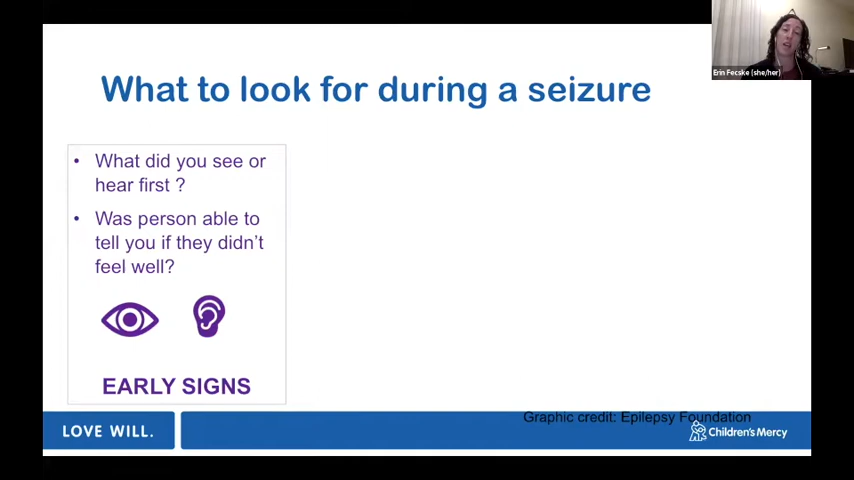 Erin Fecske (she/her)
What to look for during a seizure
• What did you see or
hear first ?
• Was person able to
tell you if they didn't
feel well?
EARLY SIGNS
Graphic credit: Epilepsy Foundation
LOVE WILL.
Children's Mercy